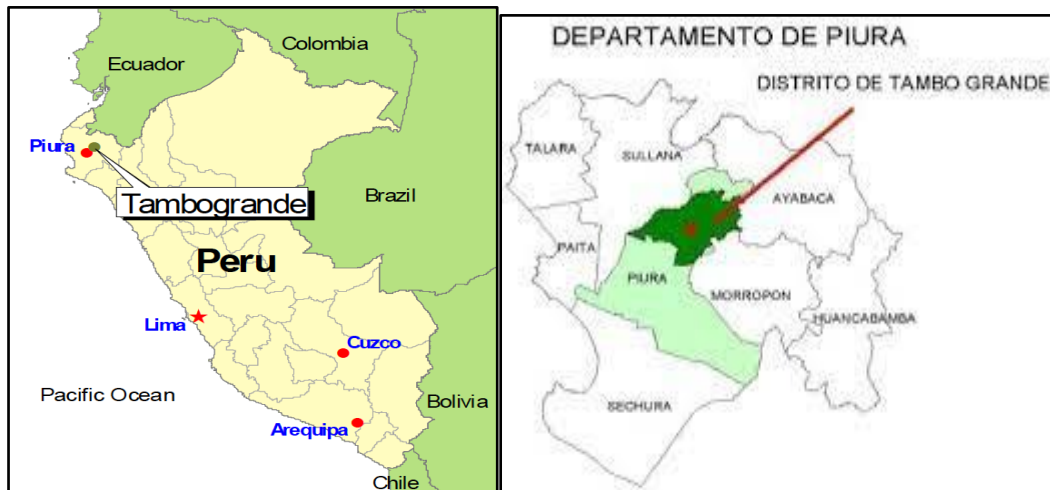 Colombia
Ecuador
Piura
Tambogrande
Brazil
Peru
Lima
Cuzco
Pacific Ocean
Bolivia
Arequipa
Chile
DEPARTAMENTO DE PIURA
DISTRITO DE TAMBO GRANDE
TALARA
SULLANA
AYABACA
PAITA
PIURA
MORROPON
HUANCABAMBA
SECHURA